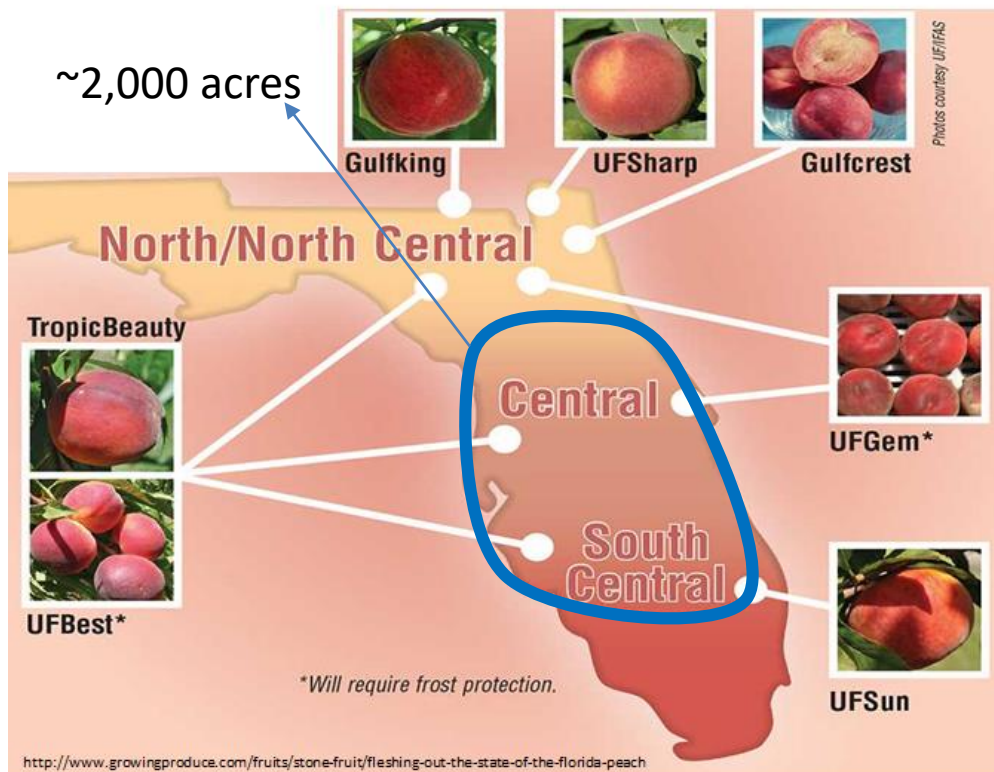 ~2,000 acres
Photos courtesy UF/IFAS
Gulfking
UFSharp
Gulfcrest
North/North Central
TropicBeauty
Central
UFGem*
South
Central
UFBest*
*Will require frost protection.
UFSun
http://www.growingproduce.com/fruits/stone-fruit/fleshing-out-the-state-of-the-florida-peach